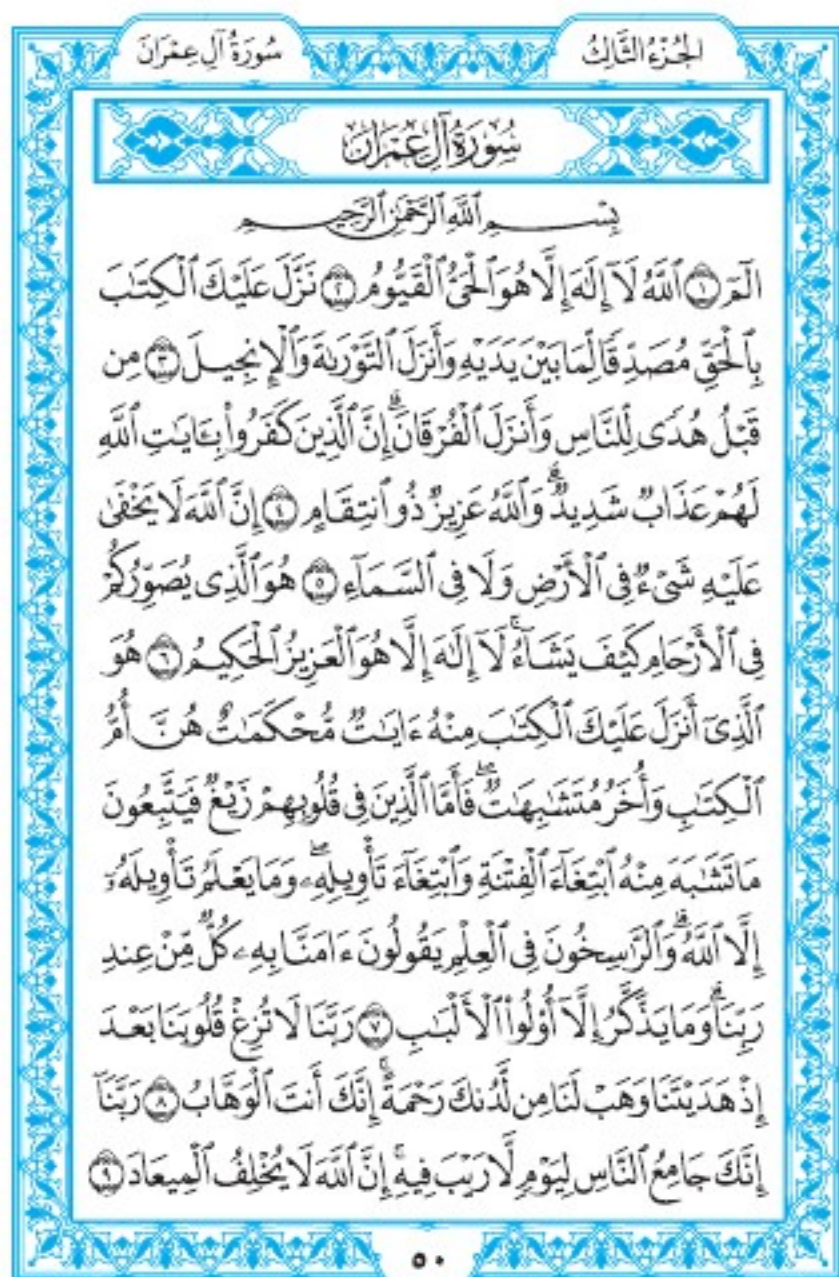 الجُزْءُ الثَّالِثُ
سُورَةُ آلِ عِمْرَانَ
سُورَةُ آلِ عِمْرَانَ
بِسْمِ ٱللَّهِ ٱلرَّحْمَٰنِ ٱلرَّحِيمِ
الٓمٓ ١ ٱللَّهُ لَآ إِلَٰهَ إِلَّا هُوَ ٱلْحَىُّ ٱلْقَيُّومُ ٢ نَزَّلَ عَلَيْكَ ٱلْكِتَٰبَ
بِٱلْحَقِّ مُصَدِّقًا لِّمَا بَيْنَ يَدَيْهِ وَأَنزَلَ ٱلتَّوْرَىٰةَ وَٱلْإِنجِيلَ ٣ مِن
قَبْلُ هُدًى لِّلنَّاسِ وَأَنزَلَ ٱلْفُرْقَانَ ۗ إِنَّ ٱلَّذِينَ كَفَرُوا۟ بِـَٔايَٰتِ ٱللَّهِ
لَهُمْ عَذَابٌ شَدِيدٌ ۗ وَٱللَّهُ عَزِيزٌ ذُو ٱنتِقَامٍ ٤ إِنَّ ٱللَّهَ لَا يَخْفَىٰ
عَلَيْهِ شَىْءٌ فِى ٱلْأَرْضِ وَلَا فِى ٱلسَّمَآءِ ٥ هُوَ ٱلَّذِى يُصَوِّرُكُمْ
فِى ٱلْأَرْحَامِ كَيْفَ يَشَآءُ ۚ لَآ إِلَٰهَ إِلَّا هُوَ ٱلْعَزِيزُ ٱلْحَكِيمُ ٦ هُوَ
ٱلَّذِىٓ أَنزَلَ عَلَيْكَ ٱلْكِتَٰبَ مِنْهُ ءَايَٰتٌ مُّحْكَمَٰتٌ هُنَّ أُمُّ
ٱلْكِتَٰبِ وَأُخَرُ مُتَشَٰبِهَٰتٌ ۖ فَأَمَّا ٱلَّذِينَ فِى قُلُوبِهِمْ زَيْغٌ فَيَتَّبِعُونَ
مَا تَشَٰبَهَ مِنْهُ ٱبْتِغَآءَ ٱلْفِتْنَةِ وَٱبْتِغَآءَ تَأْوِيلِهِۦ ۖ وَمَا يَعْلَمُ تَأْوِيلَهُۥٓ
إِلَّا ٱللَّهُ ۗ وَٱلرَّٰسِخُونَ فِى ٱلْعِلْمِ يَقُولُونَ ءَامَنَّا بِهِۦ كُلٌّ مِّنْ عِندِ
رَبِّنَا ۗ وَمَا يَذَّكَّرُ إِلَّآ أُو۟لُوا۟ ٱلْأَلْبَٰبِ ٧ رَبَّنَا لَا تُزِغْ قُلُوبَنَا بَعْدَ
إِذْ هَدَيْتَنَا وَهَبْ لَنَا مِن لَّدُنكَ رَحْمَةً ۚ إِنَّكَ أَنتَ ٱلْوَهَّابُ ٨ رَبَّنَآ
إِنَّكَ جَامِعُ ٱلنَّاسِ لِيَوْمٍ لَّا رَيْبَ فِيهِ ۚ إِنَّ ٱللَّهَ لَا يُخْلِفُ ٱلْمِيعَادَ ٩
٥٠